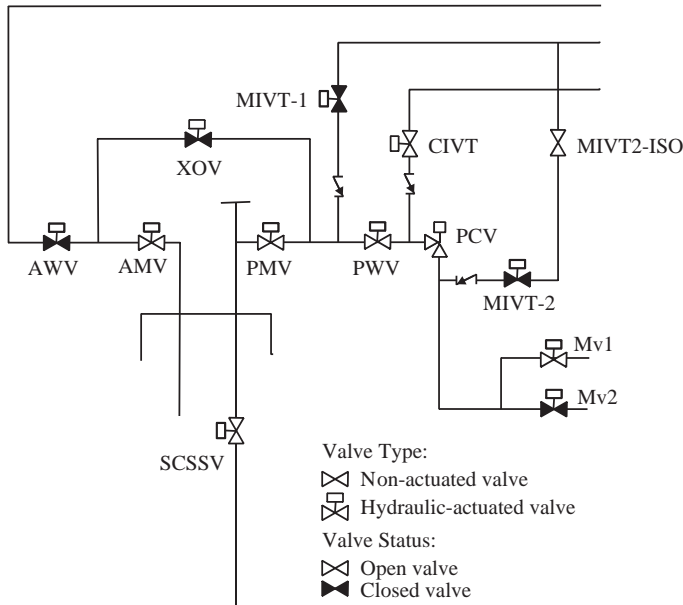 MIVT-1
CIVT
MIVT2-ISO
XOV
AWV
AMV
PMV
PWV
PCV
MIVT-2
Mv1
Mv2
SCSSV
Valve Type:
Non-actuated valve
Hydraulic-actuated valve
Valve Status:
Open valve
Closed valve